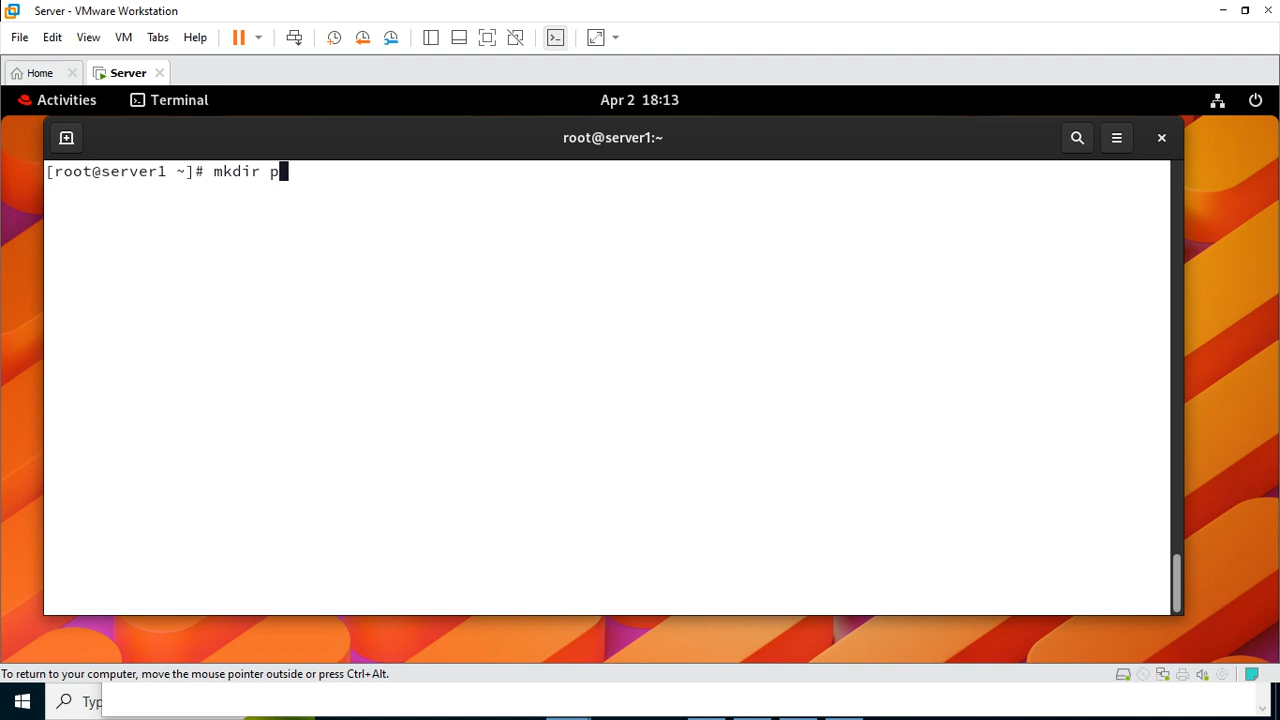 Server - VMware Workstation
File Edit View VM Tabs Help
Home Server
Activities Terminal Apr 2 18:13
root@server1:~
[root@server1 ~]# mkdir p
To return to your computer, move the mouse pointer outside or press Ctrl+Alt.
Typ